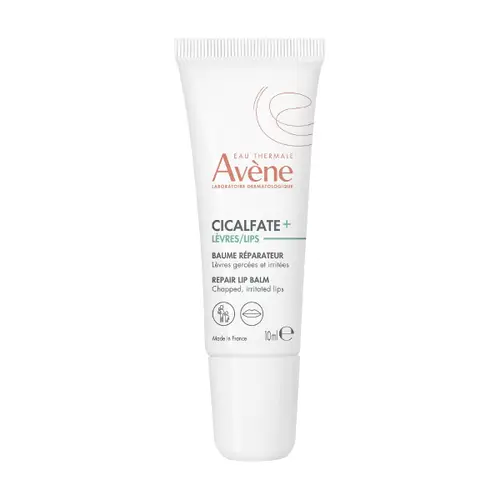 EAU THERMALE
Avène
LABORATOIRE DERMATOLOGIQUE
CICALFATE+
LÈVRES/LIPS
BAUME RÉPARATEUR
Lèvres gercées et irritées
REPAIR LIP BALM
Chapped, irritated lips
Made in France
10ml e